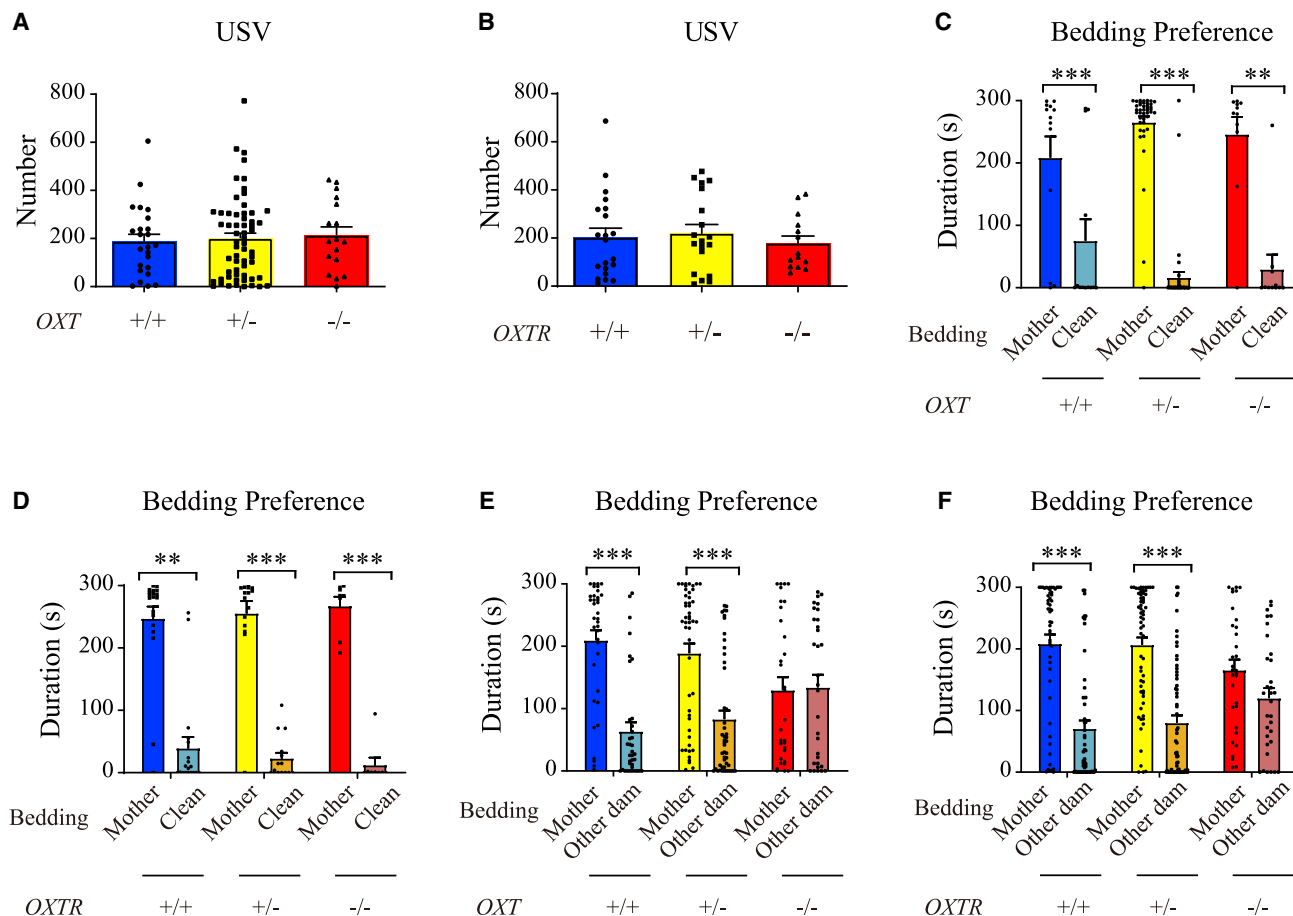 A
USV
Number
800
600
400
200
0
OXT
+/+
+/-
-/-
B
USV
Number
800
600
400
200
0
OXTR
+/+
+/-
-/-
C
Bedding Preference
*** *** **
Duration (s)
300
200
100
0
Bedding
Mother Clean Mother Clean Mother Clean
OXT
+/+
+/-
-/-
D
Bedding Preference
** *** ***
Duration (s)
300
200
100
0
Bedding
Mother Clean Mother Clean Mother Clean
OXTR
+/+
+/-
-/-
E
Bedding Preference
*** ***
Duration (s)
300
200
100
0
Bedding
Mother Other dam Mother Other dam Mother Other dam
OXT
+/+
+/-
-/-
F
Bedding Preference
*** ***
Duration (s)
300
200
100
0
Bedding
Mother Other dam Mother Other dam Mother Other dam
OXTR
+/+
+/-
-/-